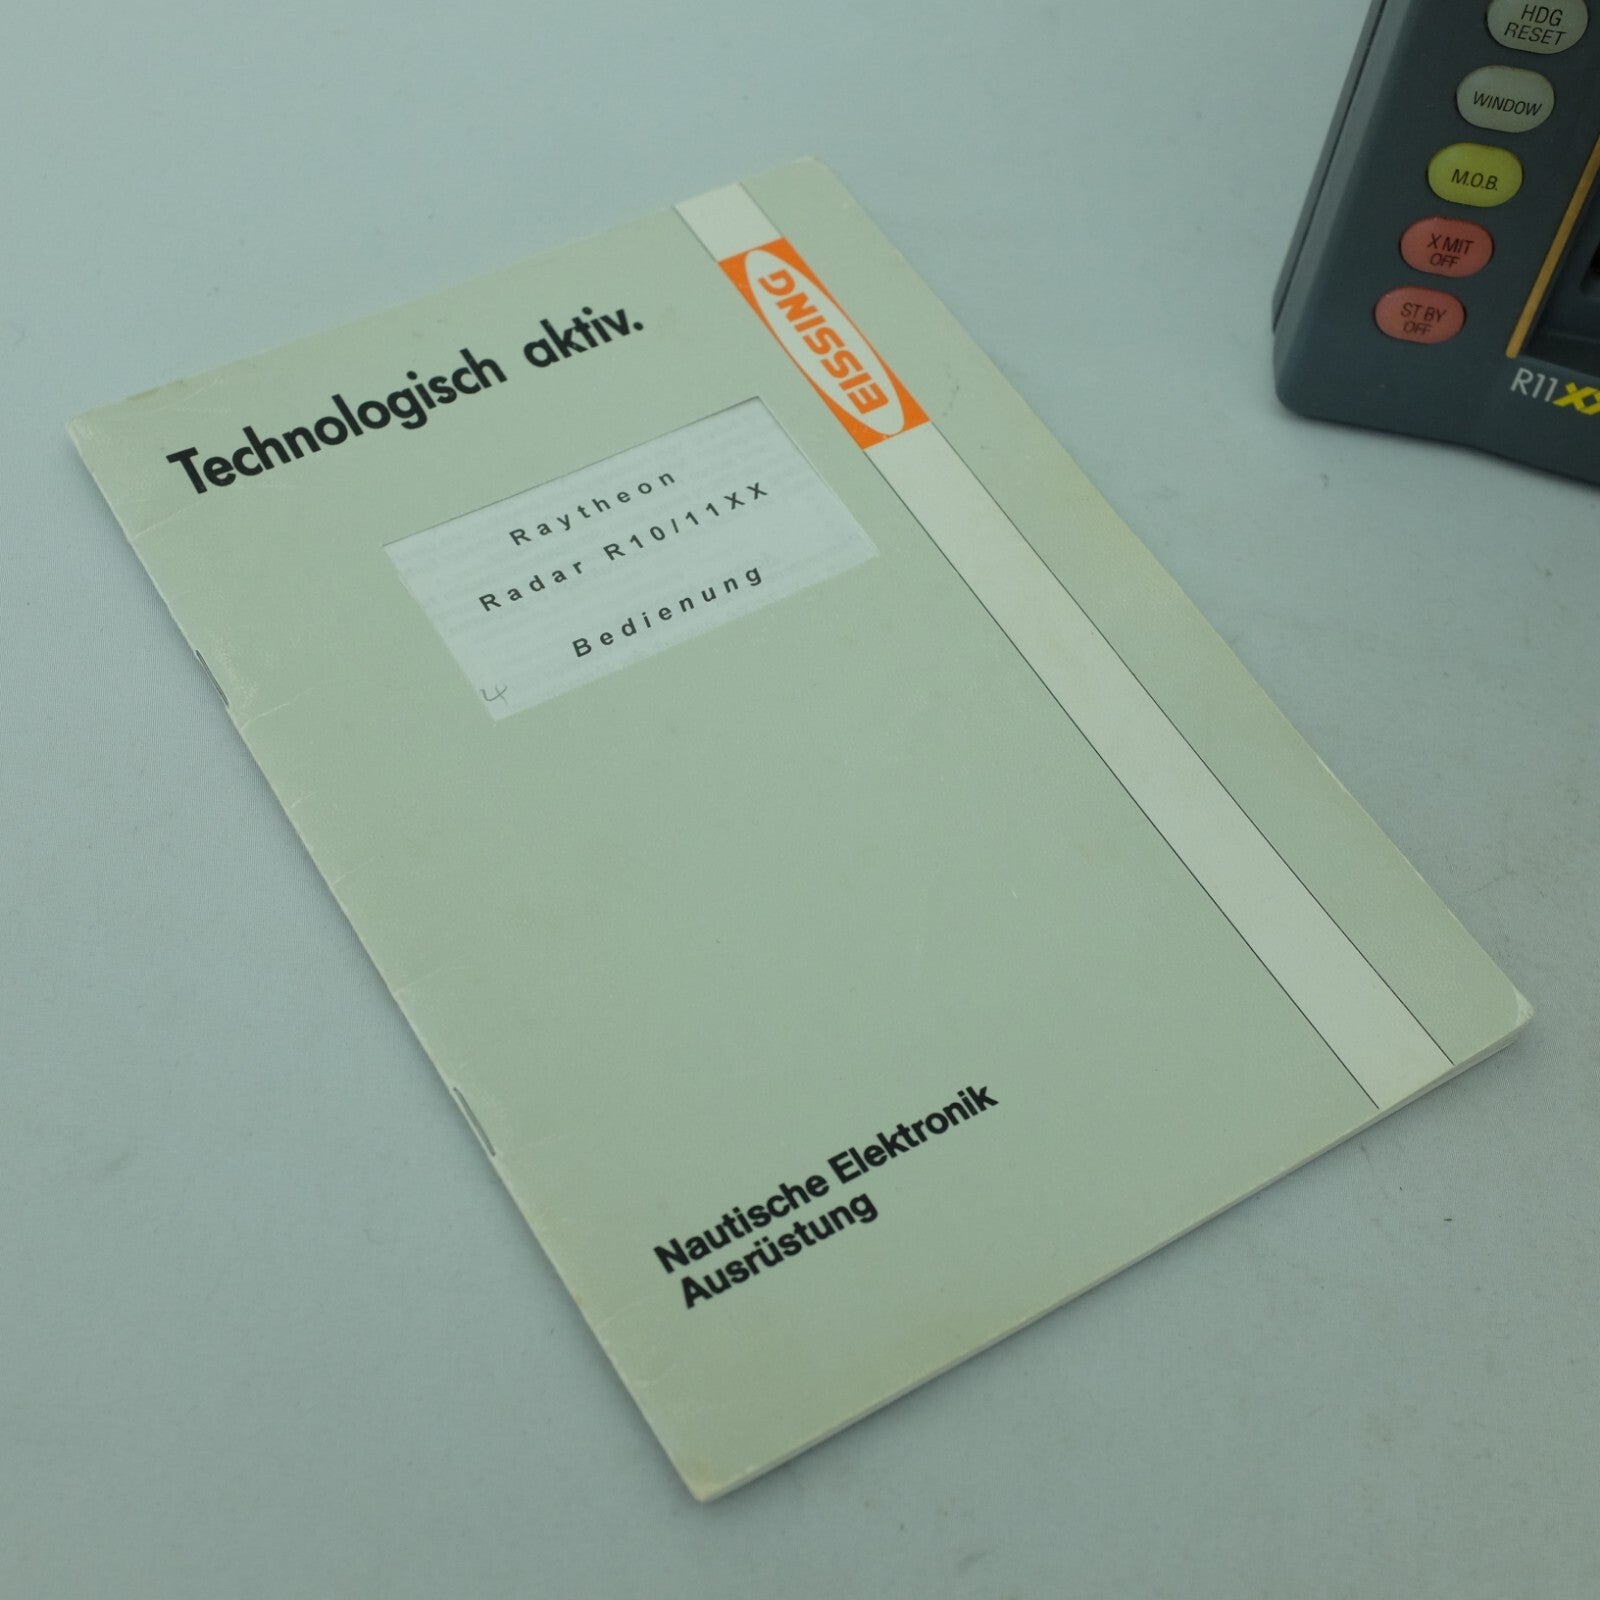 Technologisch aktiv.
EISSING
Raytheon
Radar R10/11XX
Bedienung
4
Nautische Elektronik
Ausrüstung
HDG
RESET
WINDOW
M.O.B.
X MIT
OFF
ST BY
OFF
R11XX